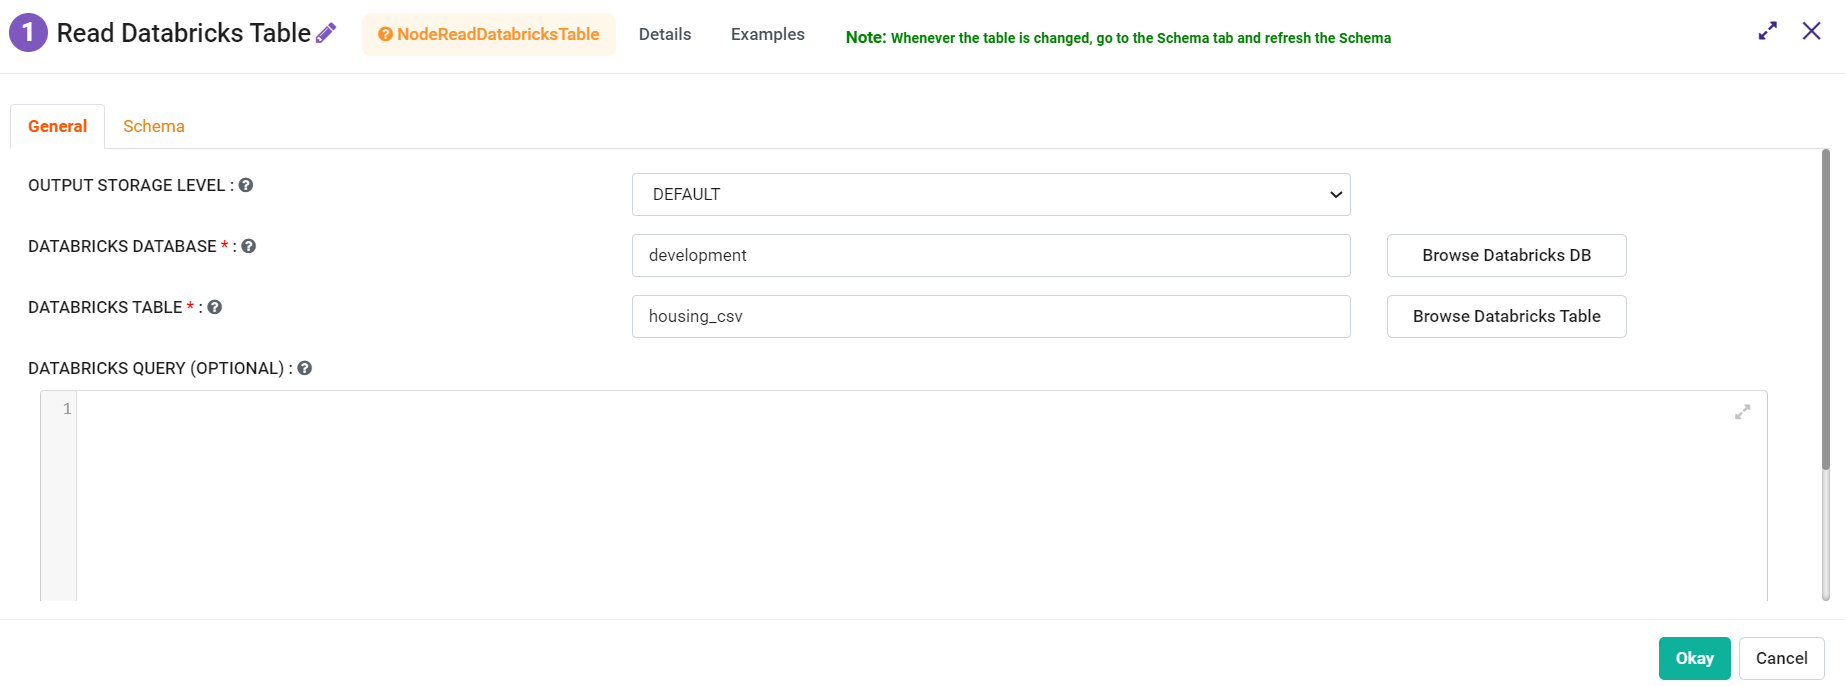 1 Read Databricks Table NodeReadDatabricksTable Details Examples Note: Whenever the table is changed, go to the Schema tab and refresh the Schema
General Schema
OUTPUT STORAGE LEVEL : DEFAULT
DATABRICKS DATABASE * : development Browse Databricks DB
DATABRICKS TABLE * : housing_csv Browse Databricks Table
DATABRICKS QUERY (OPTIONAL) :
1
Okay Cancel